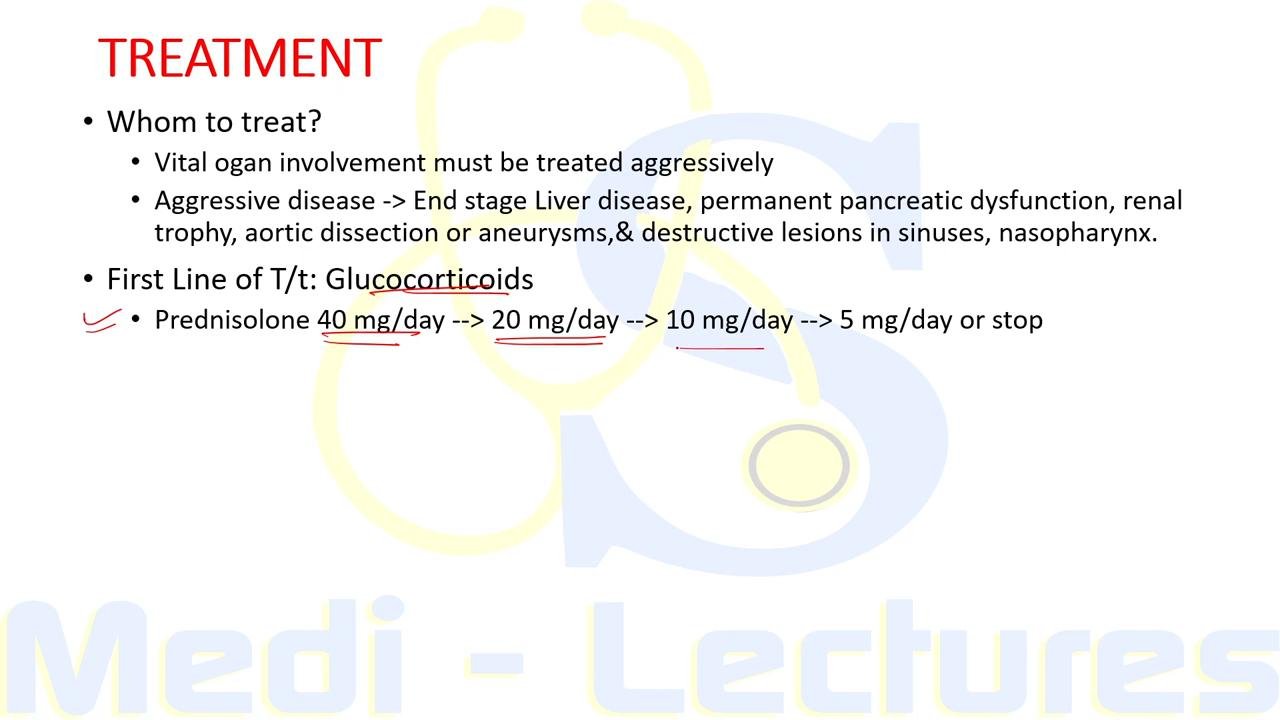 TREATMENT
• Whom to treat?
• Vital ogan involvement must be treated aggressively
• Aggressive disease -> End stage Liver disease, permanent pancreatic dysfunction, renal
trophy, aortic dissection or aneurysms,& destructive lesions in sinuses, nasopharynx.
• First Line of T/t: Glucocorticoids
• Prednisolone 40 mg/day --> 20 mg/day --> 10 mg/day --> 5 mg/day or stop
S
Medi - Lectures